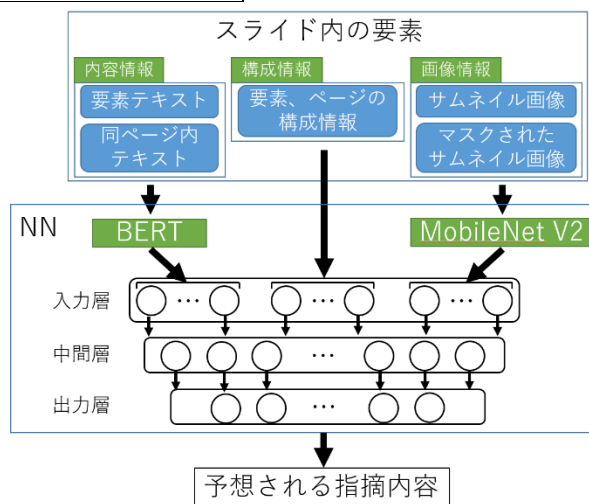 スライド内の要素
内容情報
構成情報
画像情報
要素テキスト
同ページ内
テキスト
要素、ページの
構成情報
サムネイル画像
マスクされた
サムネイル画像
NN
BERT
MobileNet V2
入力層
…
…
…
中間層
…
出力層
…
予想される指摘内容